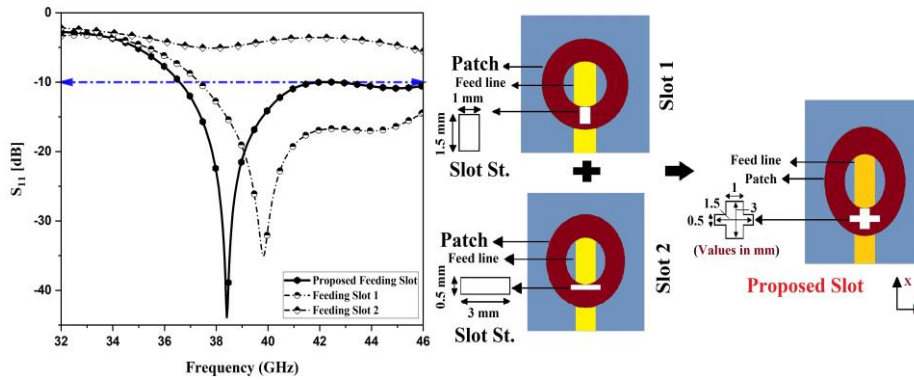 0
-10
-20
-30
-40
S11 [dB]
32
34
36
38
40
42
44
46
Frequency (GHz)
Proposed Feeding Slot
Feeding Slot 1
Feeding Slot 2
Patch
Feed line
1 mm
1.5 mm
Slot St.
Slot 1
Patch
Feed line
0.5 mm
3 mm
Slot St.
Slot 2
Feed line
Patch
1
1.5
3
0.5
(Values in mm)
Proposed Slot
X